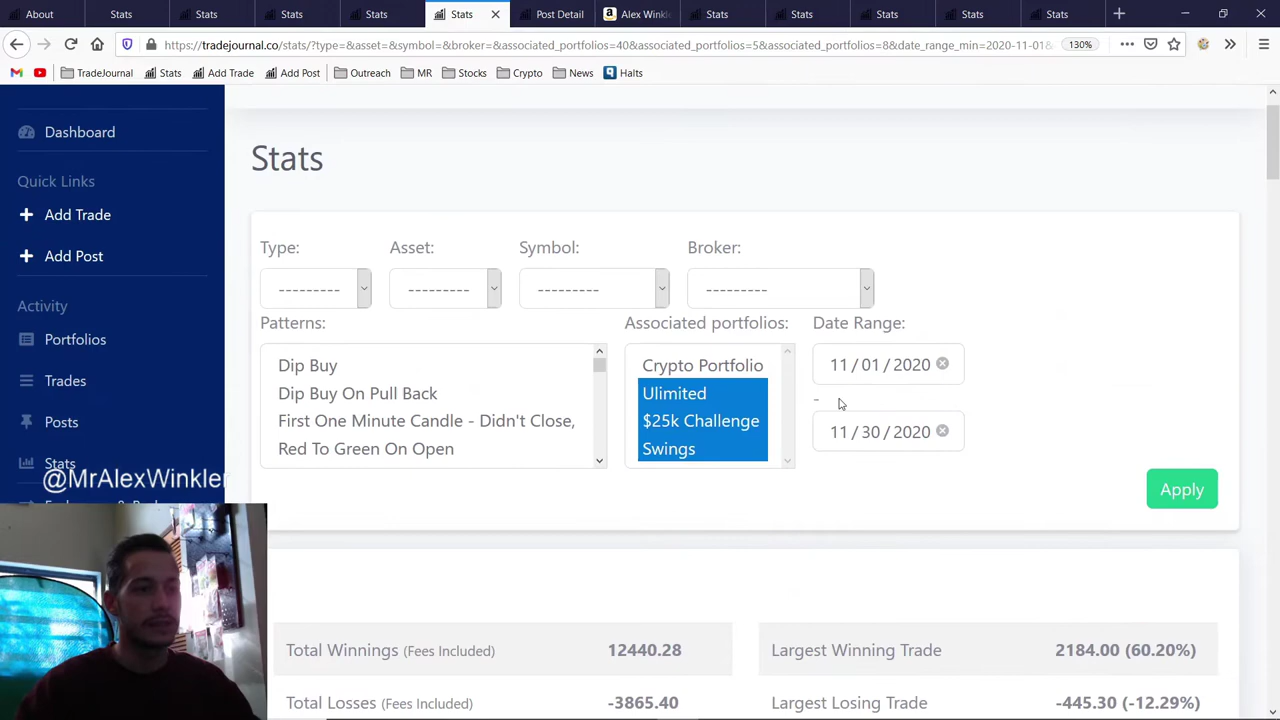 About
Stats
Stats
Stats
Stats
Stats
Post Detail
Alex Winkl
Stats
Stats
Stats
Stats
Stats
https://tradejournal.co/stats/?type=&asset=&symbol=&broker=&associated_portfolios=40&associated_portfolios=5&associated_portfolios=8&date_range_min=2020-11-01&
130%
TradeJournal
Stats
Add Trade
Add Post
Outreach
MR
Stocks
Crypto
News
Halts
Dashboard
Quick Links
Add Trade
Add Post
Activity
Portfolios
Trades
Posts
Stats
@MrAlexWinkler
Stats
Type: Asset: Symbol: Broker:
--------- --------- --------- ---------
Patterns: Associated portfolios: Date Range:
Dip Buy
Dip Buy On Pull Back
First One Minute Candle - Didn't Close,
Red To Green On Open
Crypto Portfolio
Ulimited
$25k Challenge
Swings
11 / 01 / 2020
-
11 / 30 / 2020
Apply
Total Winnings (Fees Included) 12440.28
Largest Winning Trade 2184.00 (60.20%)
Total Losses (Fees Included) -3865.40
Largest Losing Trade -445.30 (-12.29%)